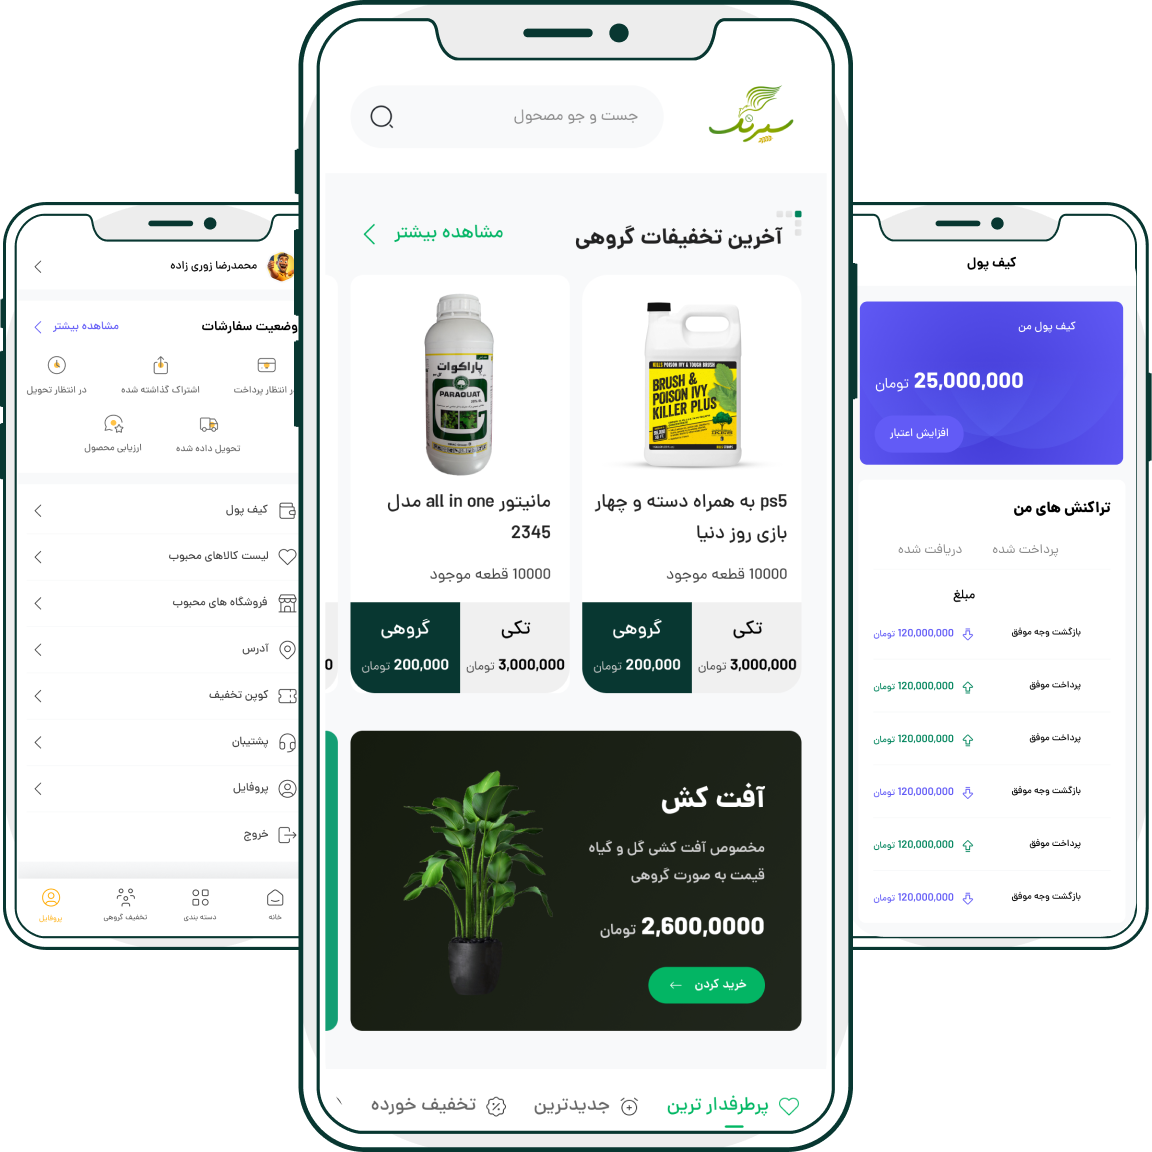 سیرنگ
جست و جو مصحول
آخرین تخفیفات گروهی
مشاهده بیشتر
KILLS POISON IVY & TOUGH BRUSH
BRUSH &
POISON IVY
KILLER PLUS
ps5 به همراه دسته و چهار
بازی روز دنیا
10000 قطعه موجود
تکی
3,000,000 تومان
گروهی
200,000 تومان
پاراکوات
PARAQUAT
مانیتور all in one مدل
2345
10000 قطعه موجود
تکی
3,000,000 تومان
گروهی
200,000 تومان
آفت کش
مخصوص آفت کشی گل و گیاه
قیمت به صورت گروهی
2,600,0000 تومان
خرید کردن
پرطرفدار ترین
جدیدترین
تخفیف خورده
کیف پول
کیف پول من
25,000,000 تومان
افزایش اعتبار
تراکنش های من
پرداخت شده
دریافت شده
مبلغ
بازگشت وجه موفق
120,000,000 تومان
پرداخت موفق
120,000,000 تومان
پرداخت موفق
120,000,000 تومان
بازگشت وجه موفق
120,000,000 تومان
پرداخت موفق
120,000,000 تومان
بازگشت وجه موفق
120,000,000 تومان
محمدرضا زوری زاده
وضعیت سفارشات
مشاهده بیشتر
ر انتظار پرداخت
اشتراک گذاشته شده
در انتظار تحویل
تحویل داده شده
ارزیابی محصول
کیف پول
لیست کالاهای محبوب
فروشگاه های محبوب
آدرس
کوپن تخفیف
پشتیبان
پروفایل
خروج
خانه
دسته بندی
تخفیف گروهی
پروفایل